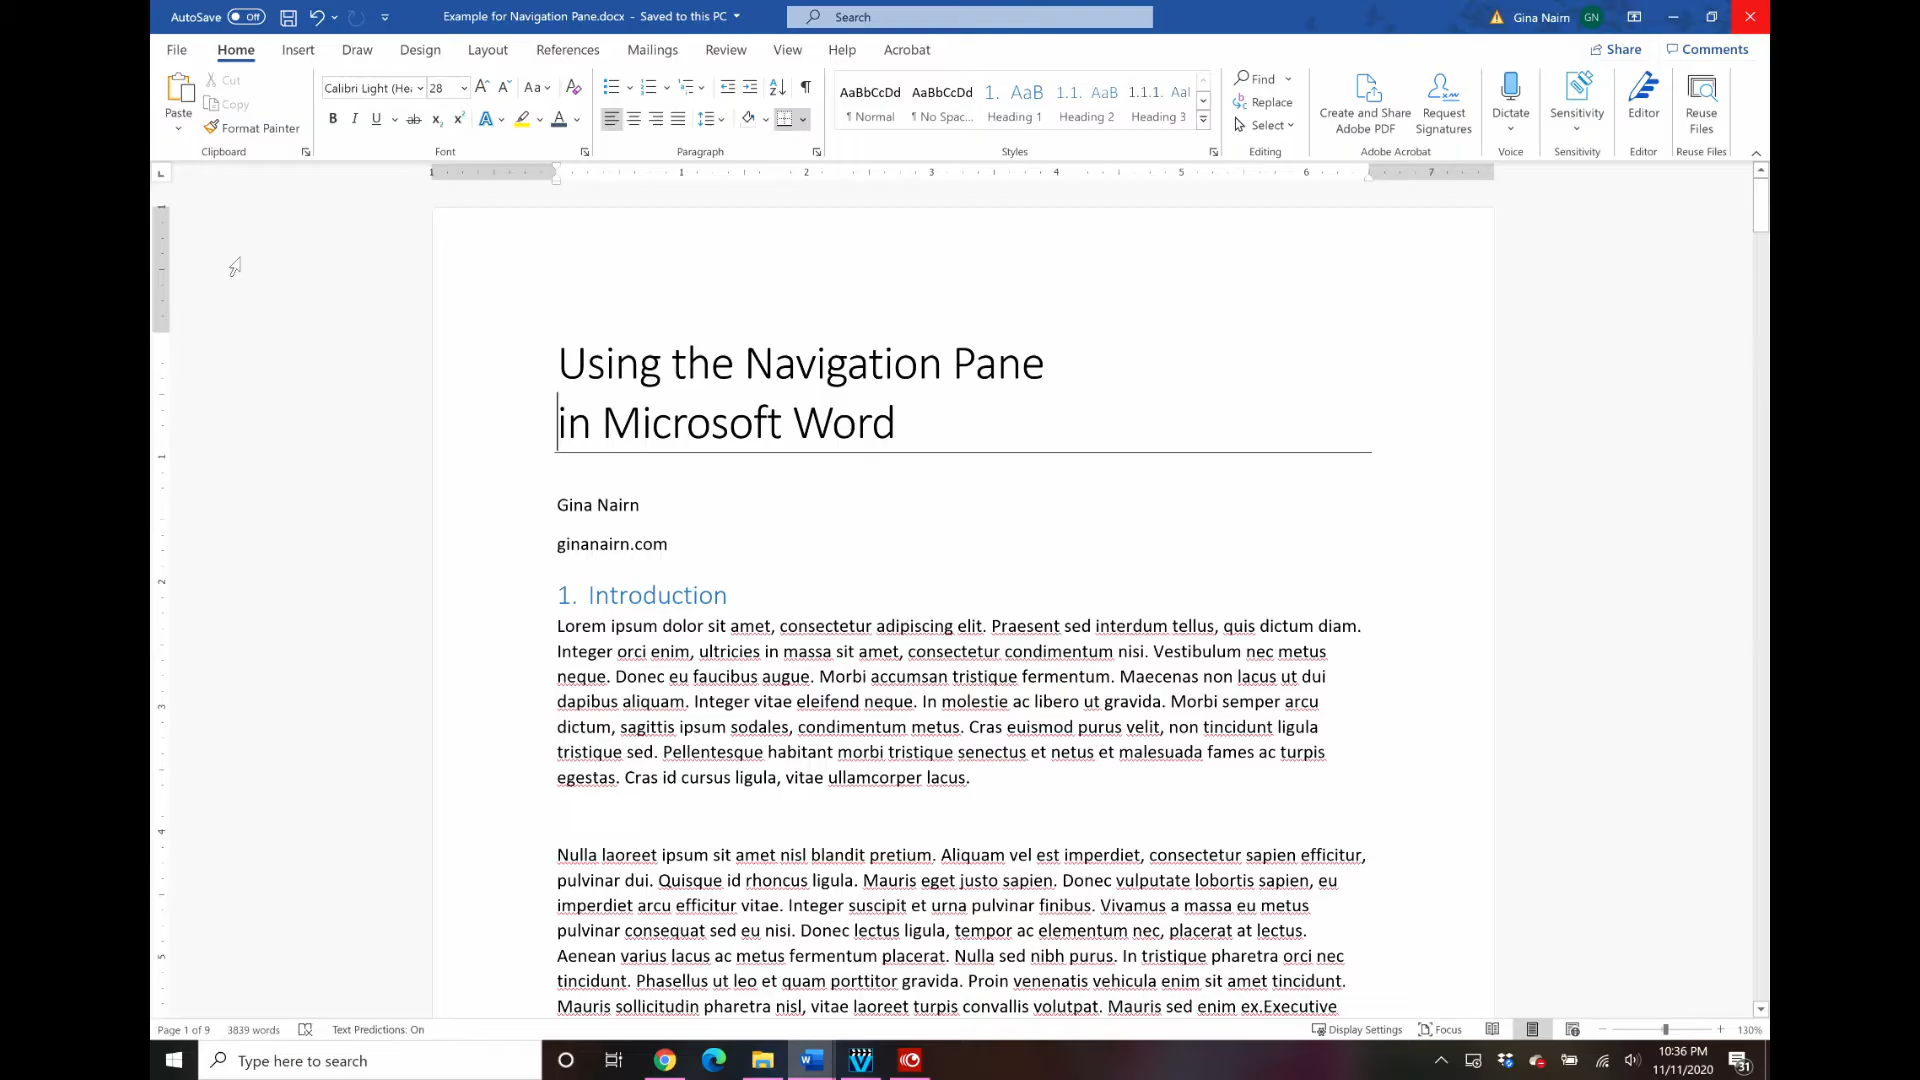 AutoSave Off Example for Navigation Pane.docx - Saved to this PC Search Gina Nairn GN
File Home Insert Draw Design Layout References Mailings Review View Help Acrobat Share Comments
Paste
Cut
Copy
Format Painter
Clipboard
Calibri Light (He 28
Font
Paragraph
AaBbCcDd AaBbCcDd 1. AaB 1.1. AaB 1.1.1. Aa
¶ Normal ¶ No Spac... Heading 1 Heading 2 Heading 3
Styles
Find
Replace
Select
Editing
Create and Share
Adobe PDF
Request
Signatures
Adobe Acrobat
Dictate
Voice
Sensitivity
Sensitivity
Editor
Editor
Reuse
Files
Reuse Files
1 1 2 3 4 5 6 7
Using the Navigation Pane
in Microsoft Word
Gina Nairn
ginanairn.com
1. Introduction
Lorem ipsum dolor sit amet, consectetur adipiscing elit. Praesent sed interdum tellus, quis dictum diam.
Integer orci enim, ultricies in massa sit amet, consectetur condimentum nisi. Vestibulum nec metus
neque. Donec eu faucibus augue. Morbi accumsan tristique fermentum. Maecenas non lacus ut dui
dapibus aliquam. Integer vitae eleifend neque. In molestie ac libero ut gravida. Morbi semper arcu
dictum, sagittis ipsum sodales, condimentum metus. Cras euismod purus velit, non tincidunt ligula
tristique sed. Pellentesque habitant morbi tristique senectus et netus et malesuada fames ac turpis
egestas. Cras id cursus ligula, vitae ullamcorper lacus.
Nulla laoreet ipsum sit amet nisl blandit pretium. Aliquam vel est imperdiet, consectetur sapien efficitur,
pulvinar dui. Quisque id rhoncus ligula. Mauris eget justo sapien. Donec vulputate lobortis sapien, eu
imperdiet arcu efficitur vitae. Integer suscipit et urna pulvinar finibus. Vivamus a massa eu metus
pulvinar consequat sed eu nisi. Donec lectus ligula, tempor ac elementum nec, placerat at lectus.
Aenean varius lacus ac metus fermentum placerat. Nulla sed nibh purus. In tristique pharetra orci nec
tincidunt. Phasellus ut leo et quam porttitor gravida. Proin venenatis vehicula enim sit amet tincidunt.
Mauris sollicitudin pharetra nisl, vitae laoreet turpis convallis volutpat. Mauris sed enim ex.Executive
Page 1 of 9 3839 words Text Predictions: On Display Settings Focus 130%
Type here to search
10:36 PM
11/11/2020
31